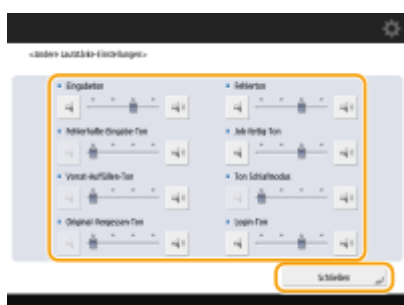 <Andere Lautstärke-Einstellungen>
Eingabeton
Fehlerton
Fehlerhafte Eingabe-Ton
Job fertig-Ton
Vorrat-Auffüllen-Ton
Ton Schlafmodus
Original-Vergessen-Ton
Login-Ton
Schließen